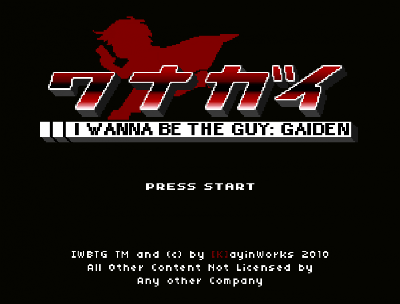 ワナガイ
I WANNA BE THE GUY: GAIDEN
PRESS START
IWBTG TM and (c) by [K]ayinWorks 2010
All Other Content Not Licensed by
Any other Company